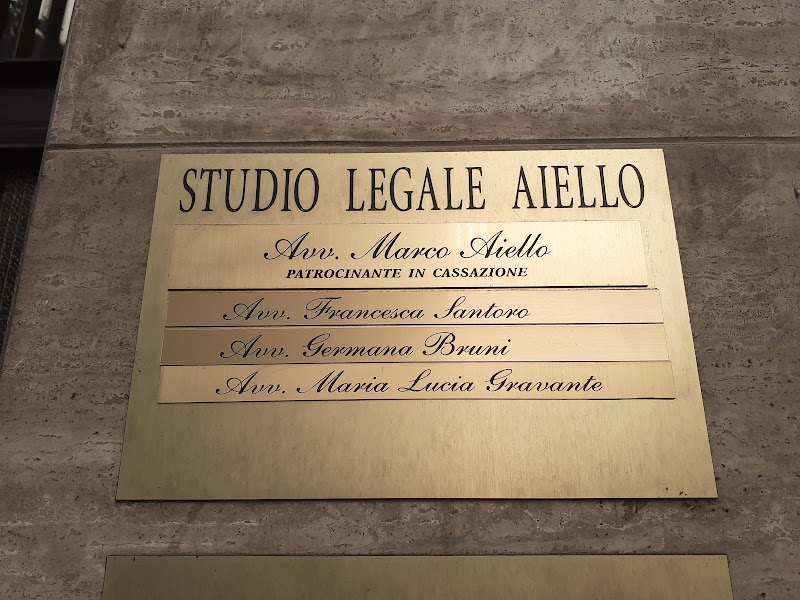 STUDIO LEGALE AIELLO
Avv. Marco Aiello
PATROCINANTE IN CASSAZIONE
Avv. Francesca Santoro
Avv. Germana Bruni
Avv. Maria Lucia Gravante